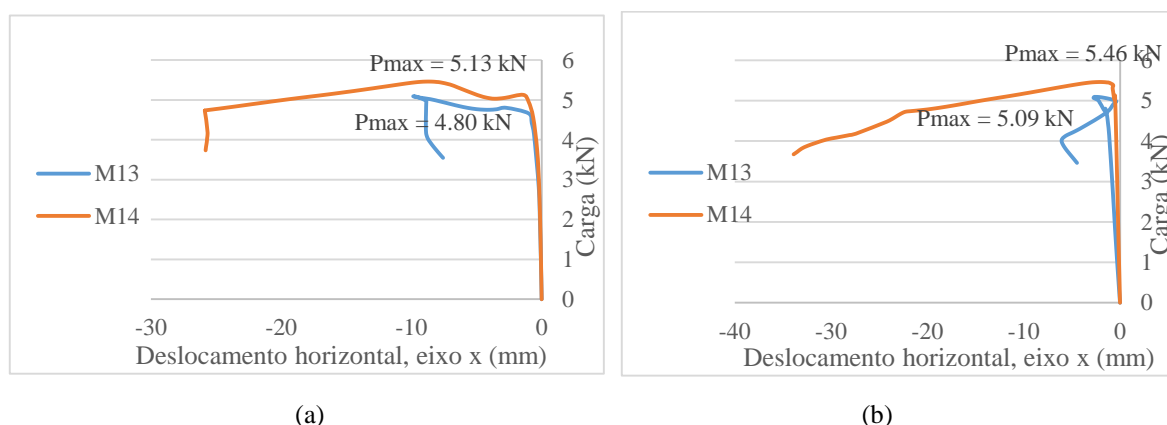 Pmax = 5.13 kN
Pmax = 4.80 kN
M13
M14
6
5
4
3
2
1
0
Carga (kN)
-30 -20 -10 0
Deslocamento horizontal, eixo x (mm)
(a)
Pmax = 5.46 kN
Pmax = 5.09 kN
M13
M14
6
5
4
3
2
1
0
Carga (kN)
-40 -30 -20 -10 0
Deslocamento horizontal, eixo x (mm)
(b)